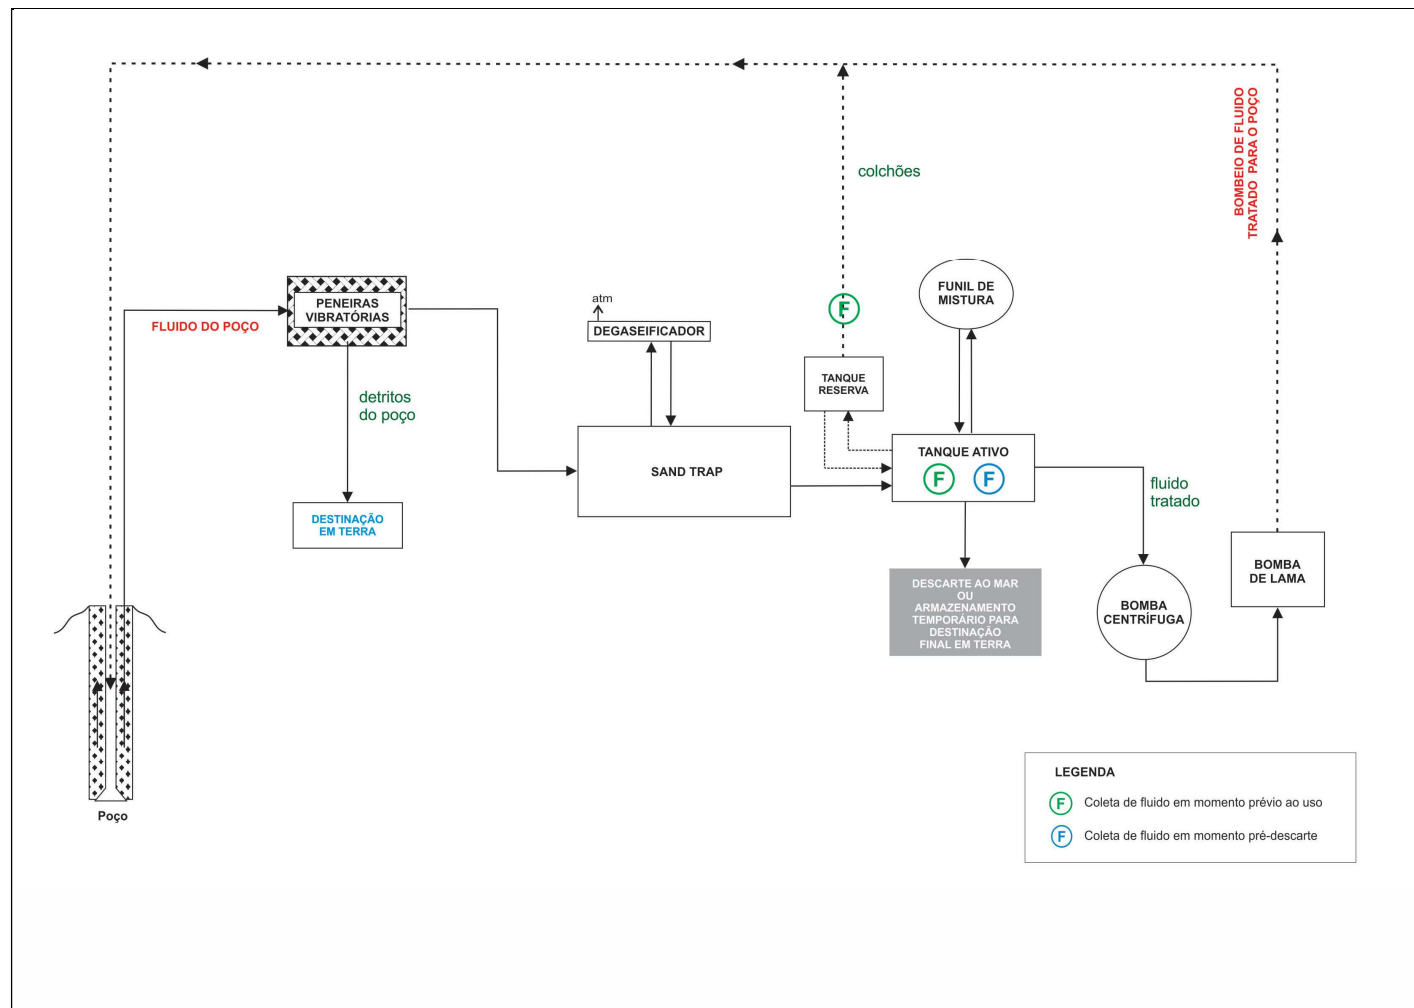 BOMBEIO DE FLUIDO
TRATADO PARA O POÇO
colchões
FUNIL DE
MISTURA
atm
F
PENEIRAS
VIBRATÓRIAS
FLUIDO DO POÇO
DEGASEIFICADOR
TANQUE
RESERVA
detritos
do poço
SAND TRAP
TANQUE ATIVO
F
F
fluido
tratado
DESTINAÇÃO
EM TERRA
DESCARTE AO MAR
OU
ARMAZENAMENTO
TEMPORÁRIO PARA
DESTINAÇÃO
FINAL EM TERRA
BOMBA
CENTRÍFUGA
BOMBA
DE LAMA
Poço
LEGENDA
F Coleta de fluido em momento prévio ao uso
F Coleta de fluido em momento pré-descarte